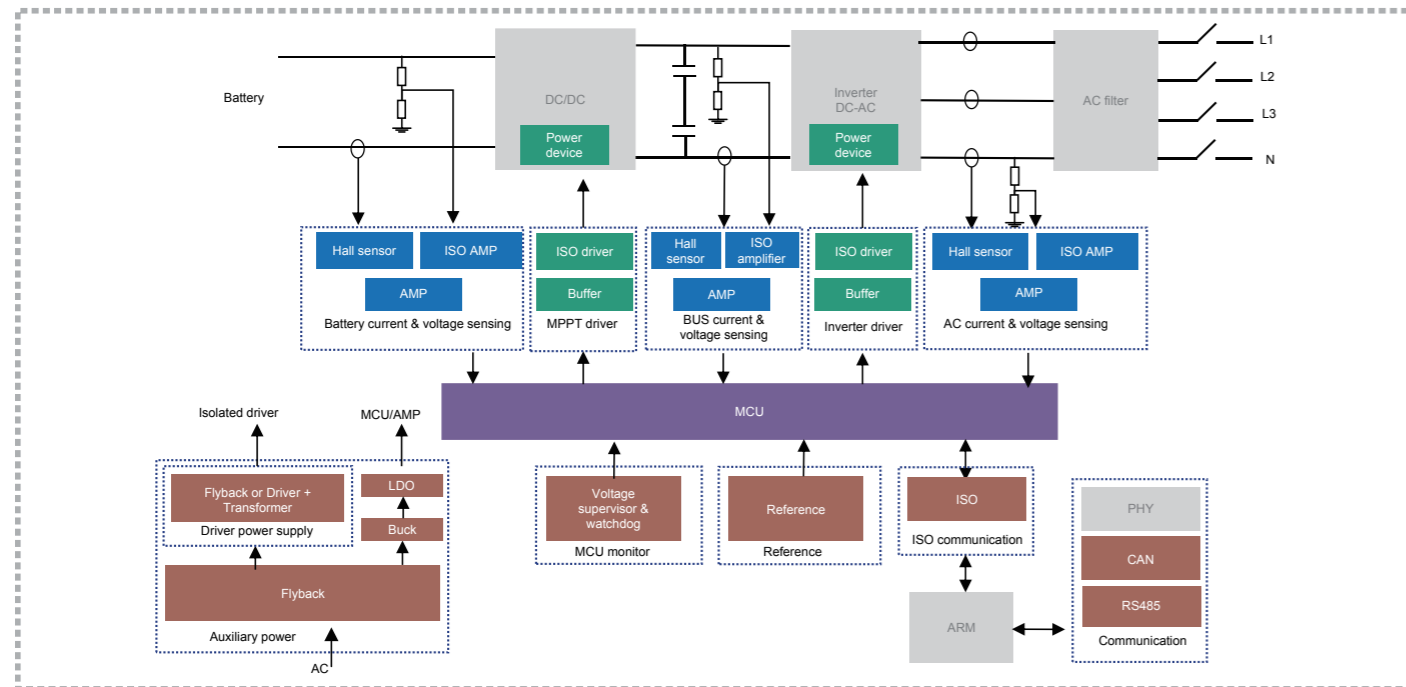 Battery
DC/DC
Power
device
Inverter
DC-AC
Power
device
AC filter
L1
L2
L3
N
Hall sensor
ISO AMP
AMP
Battery current & voltage sensing
ISO driver
Buffer
MPPT driver
Hall
sensor
ISO
amplifier
AMP
BUS current &
voltage sensing
ISO driver
Buffer
Inverter driver
Hall sensor
ISO AMP
AMP
AC current & voltage sensing
MCU
Isolated driver
MCU/AMP
Flyback or Driver +
Transformer
Driver power supply
LDO
Buck
Flyback
Auxiliary power
AC
Voltage
supervisor &
watchdog
MCU monitor
Reference
Reference
ISO
ISO communication
ARM
PHY
CAN
RS485
Communication